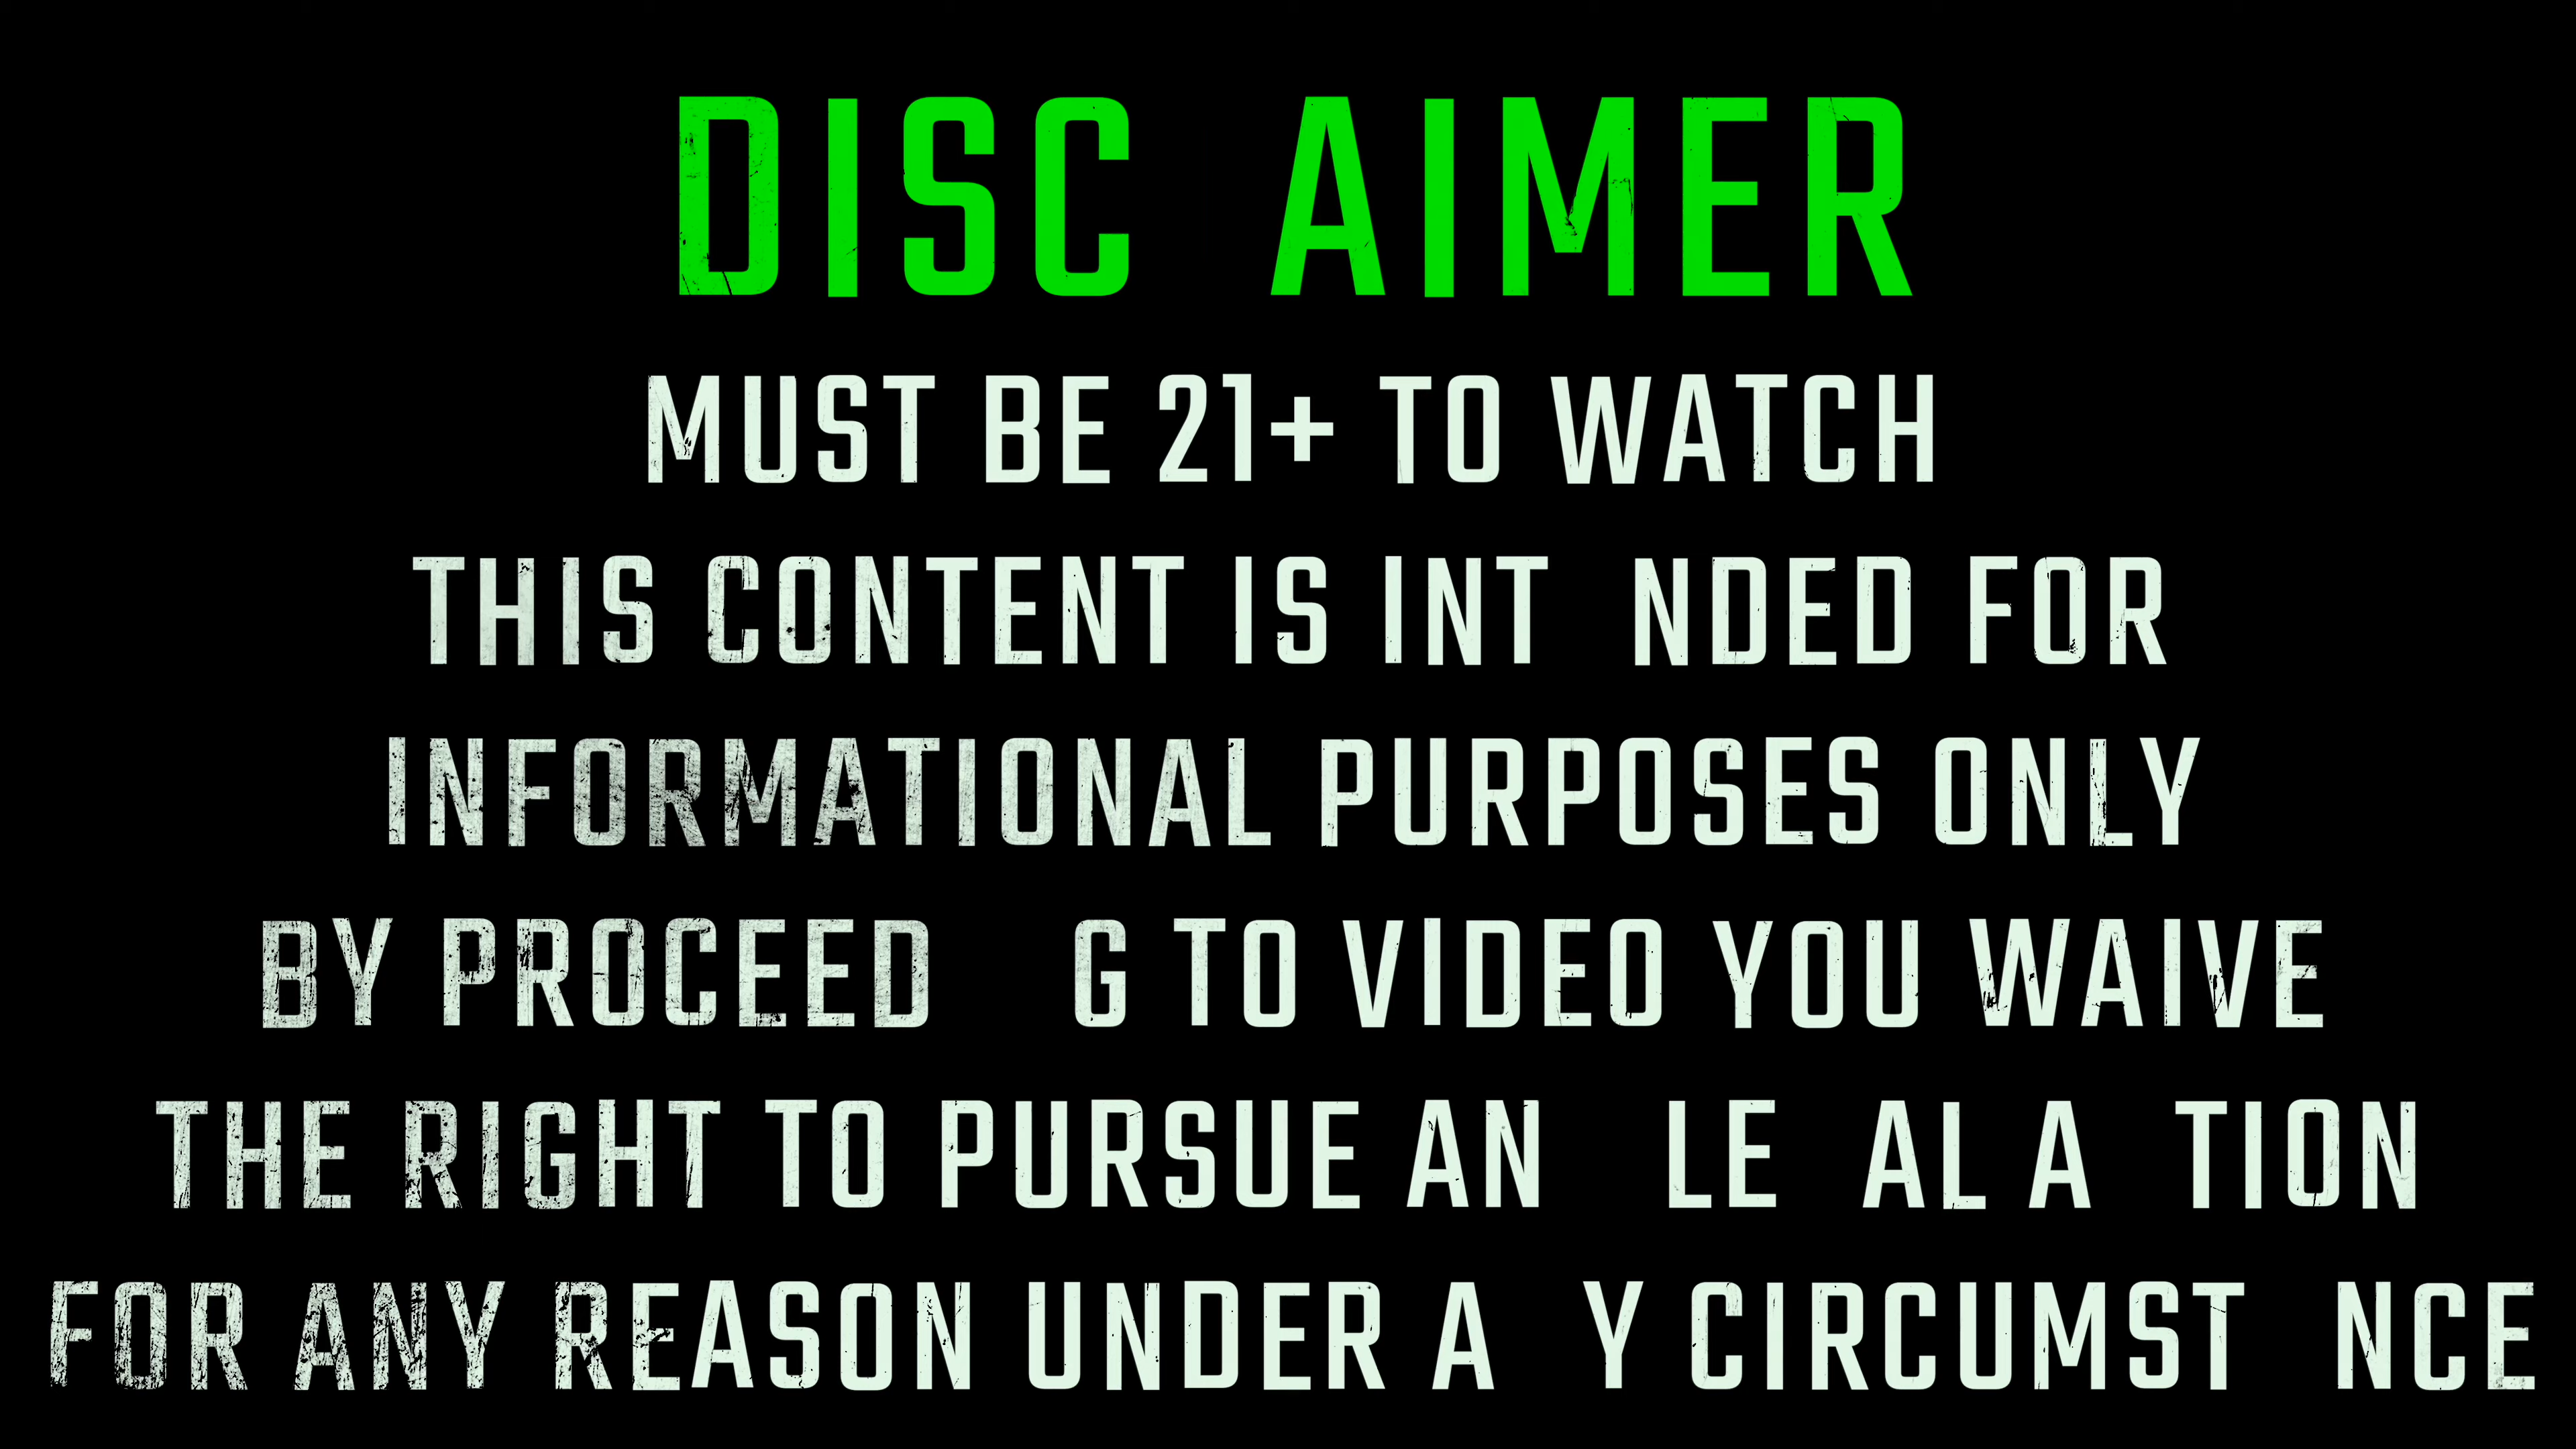 DISC AIMER
MUST BE 21+ TO WATCH
THIS CONTENT IS INT NDED FOR
INFORMATIONAL PURPOSES ONLY
BY PROCEED G TO VIDEO YOU WAIVE
THE RIGHT TO PURSUE AN LE AL A TION
FOR ANY REASON UNDER A Y CIRCUMST NCE